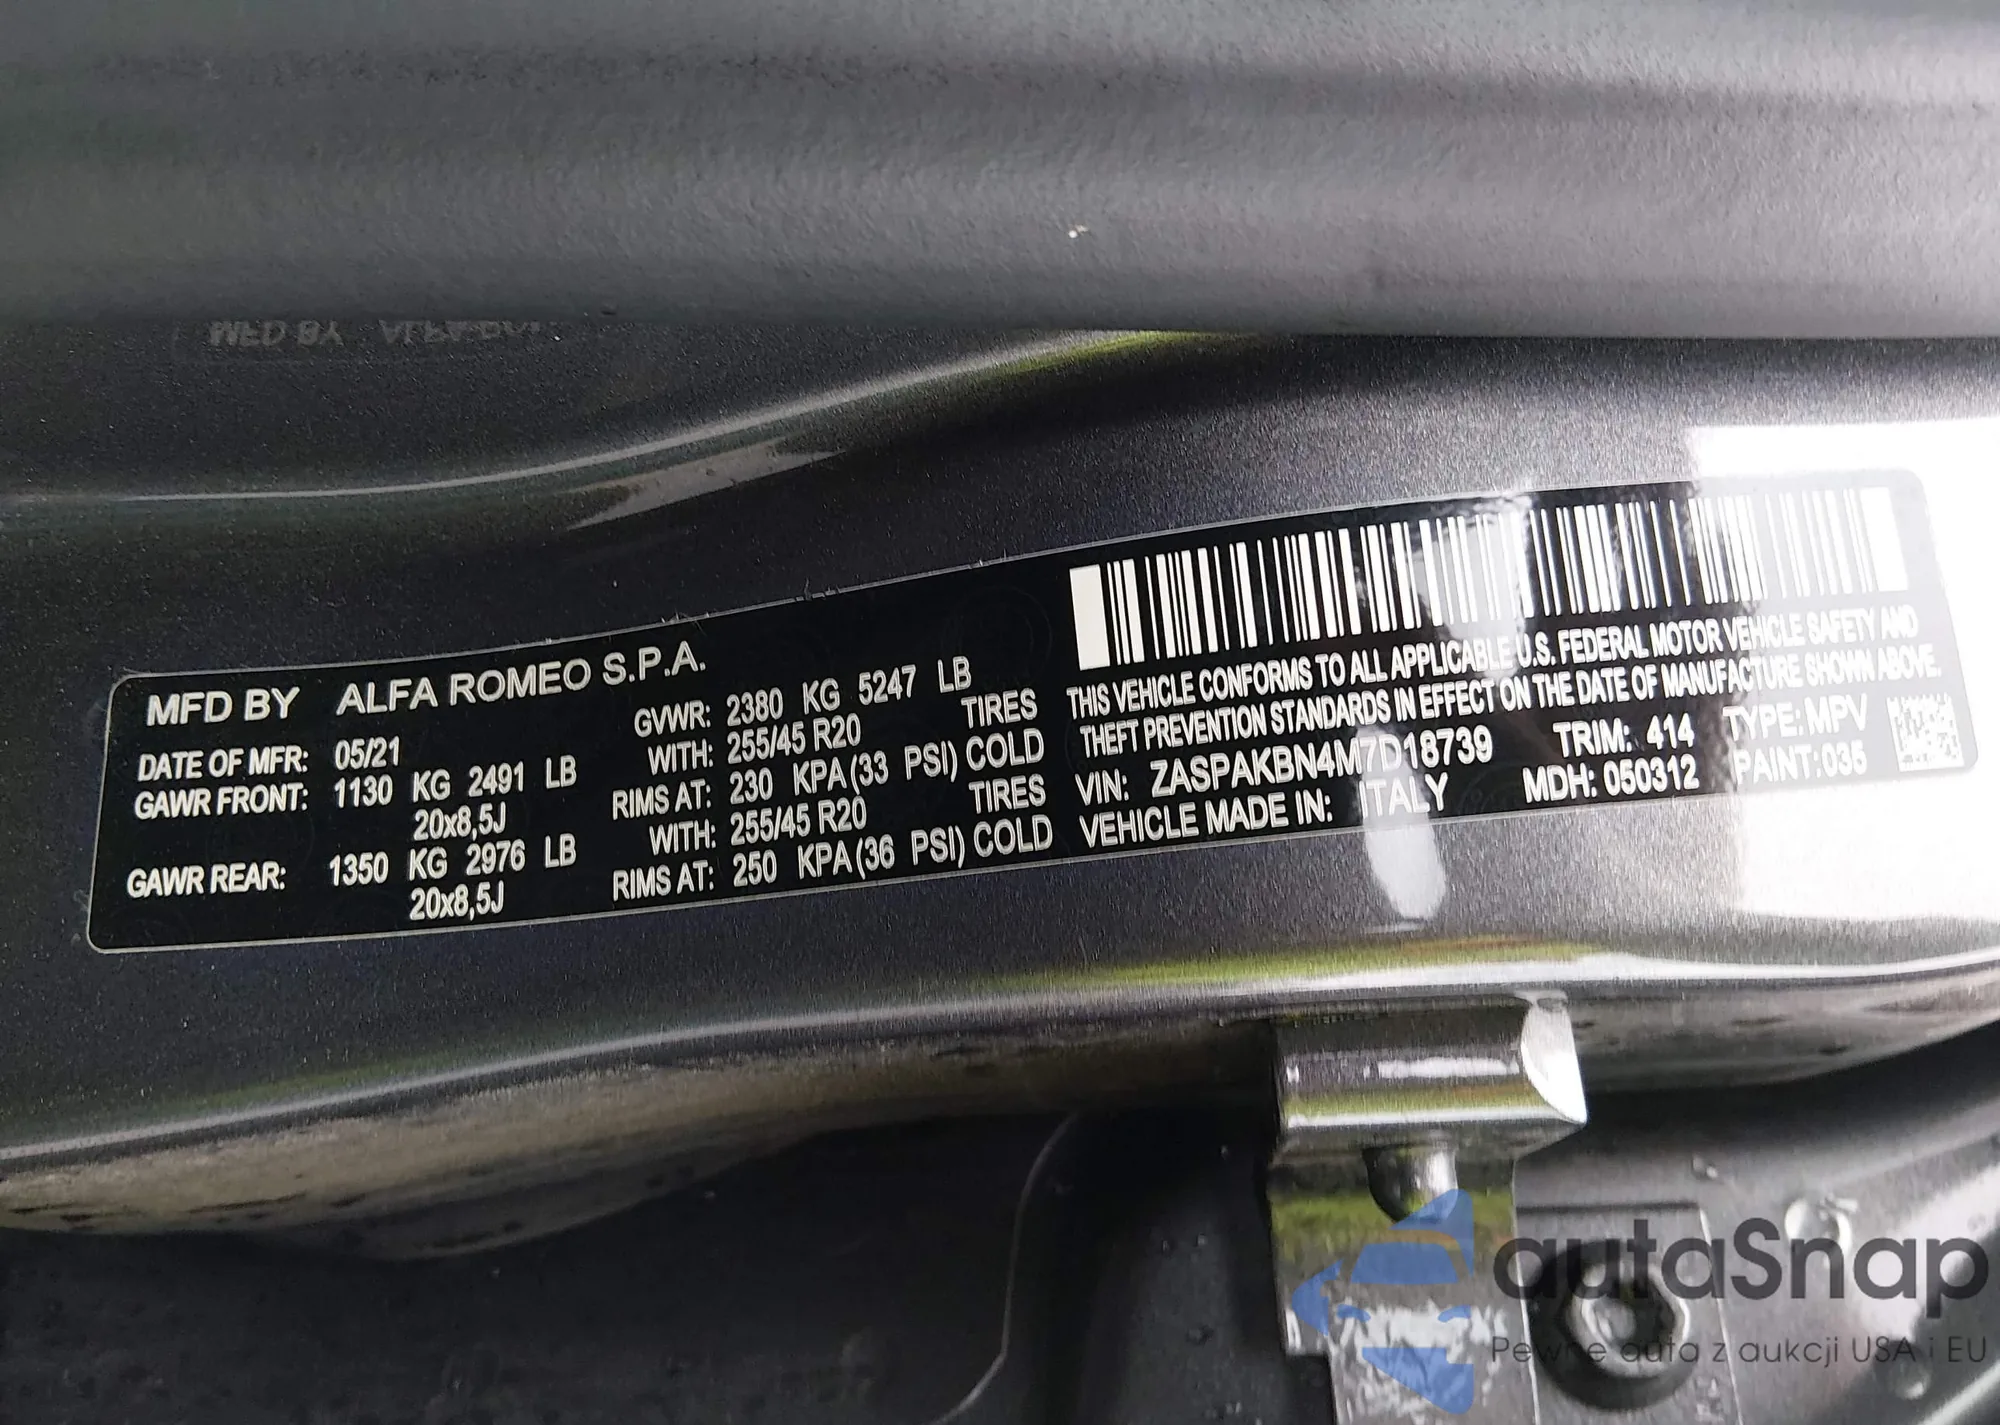 MFD BY ALFA ROMEO S.P.A.
DATE OF MFR: 05/21
GVWR: 2380 KG 5247 LB
GAWR FRONT: 1130 KG 2491 LB
WITH: 255/45 R20 TIRES
20x8,5J
RIMS AT: 230 KPA (33 PSI) COLD
GAWR REAR: 1350 KG 2976 LB
WITH: 255/45 R20 TIRES
20x8,5J
RIMS AT: 250 KPA (36 PSI) COLD
THIS VEHICLE CONFORMS TO ALL APPLICABLE U.S. FEDERAL MOTOR VEHICLE SAFETY AND
THEFT PREVENTION STANDARDS IN EFFECT ON THE DATE OF MANUFACTURE SHOWN ABOVE.
VIN: ZASPAKBN4M7D18739 TRIM: 414 TYPE: MPV
VEHICLE MADE IN: ITALY MDH: 050312 PAINT: 035
autaSnap
Pewne auta z aukcji USA i EU